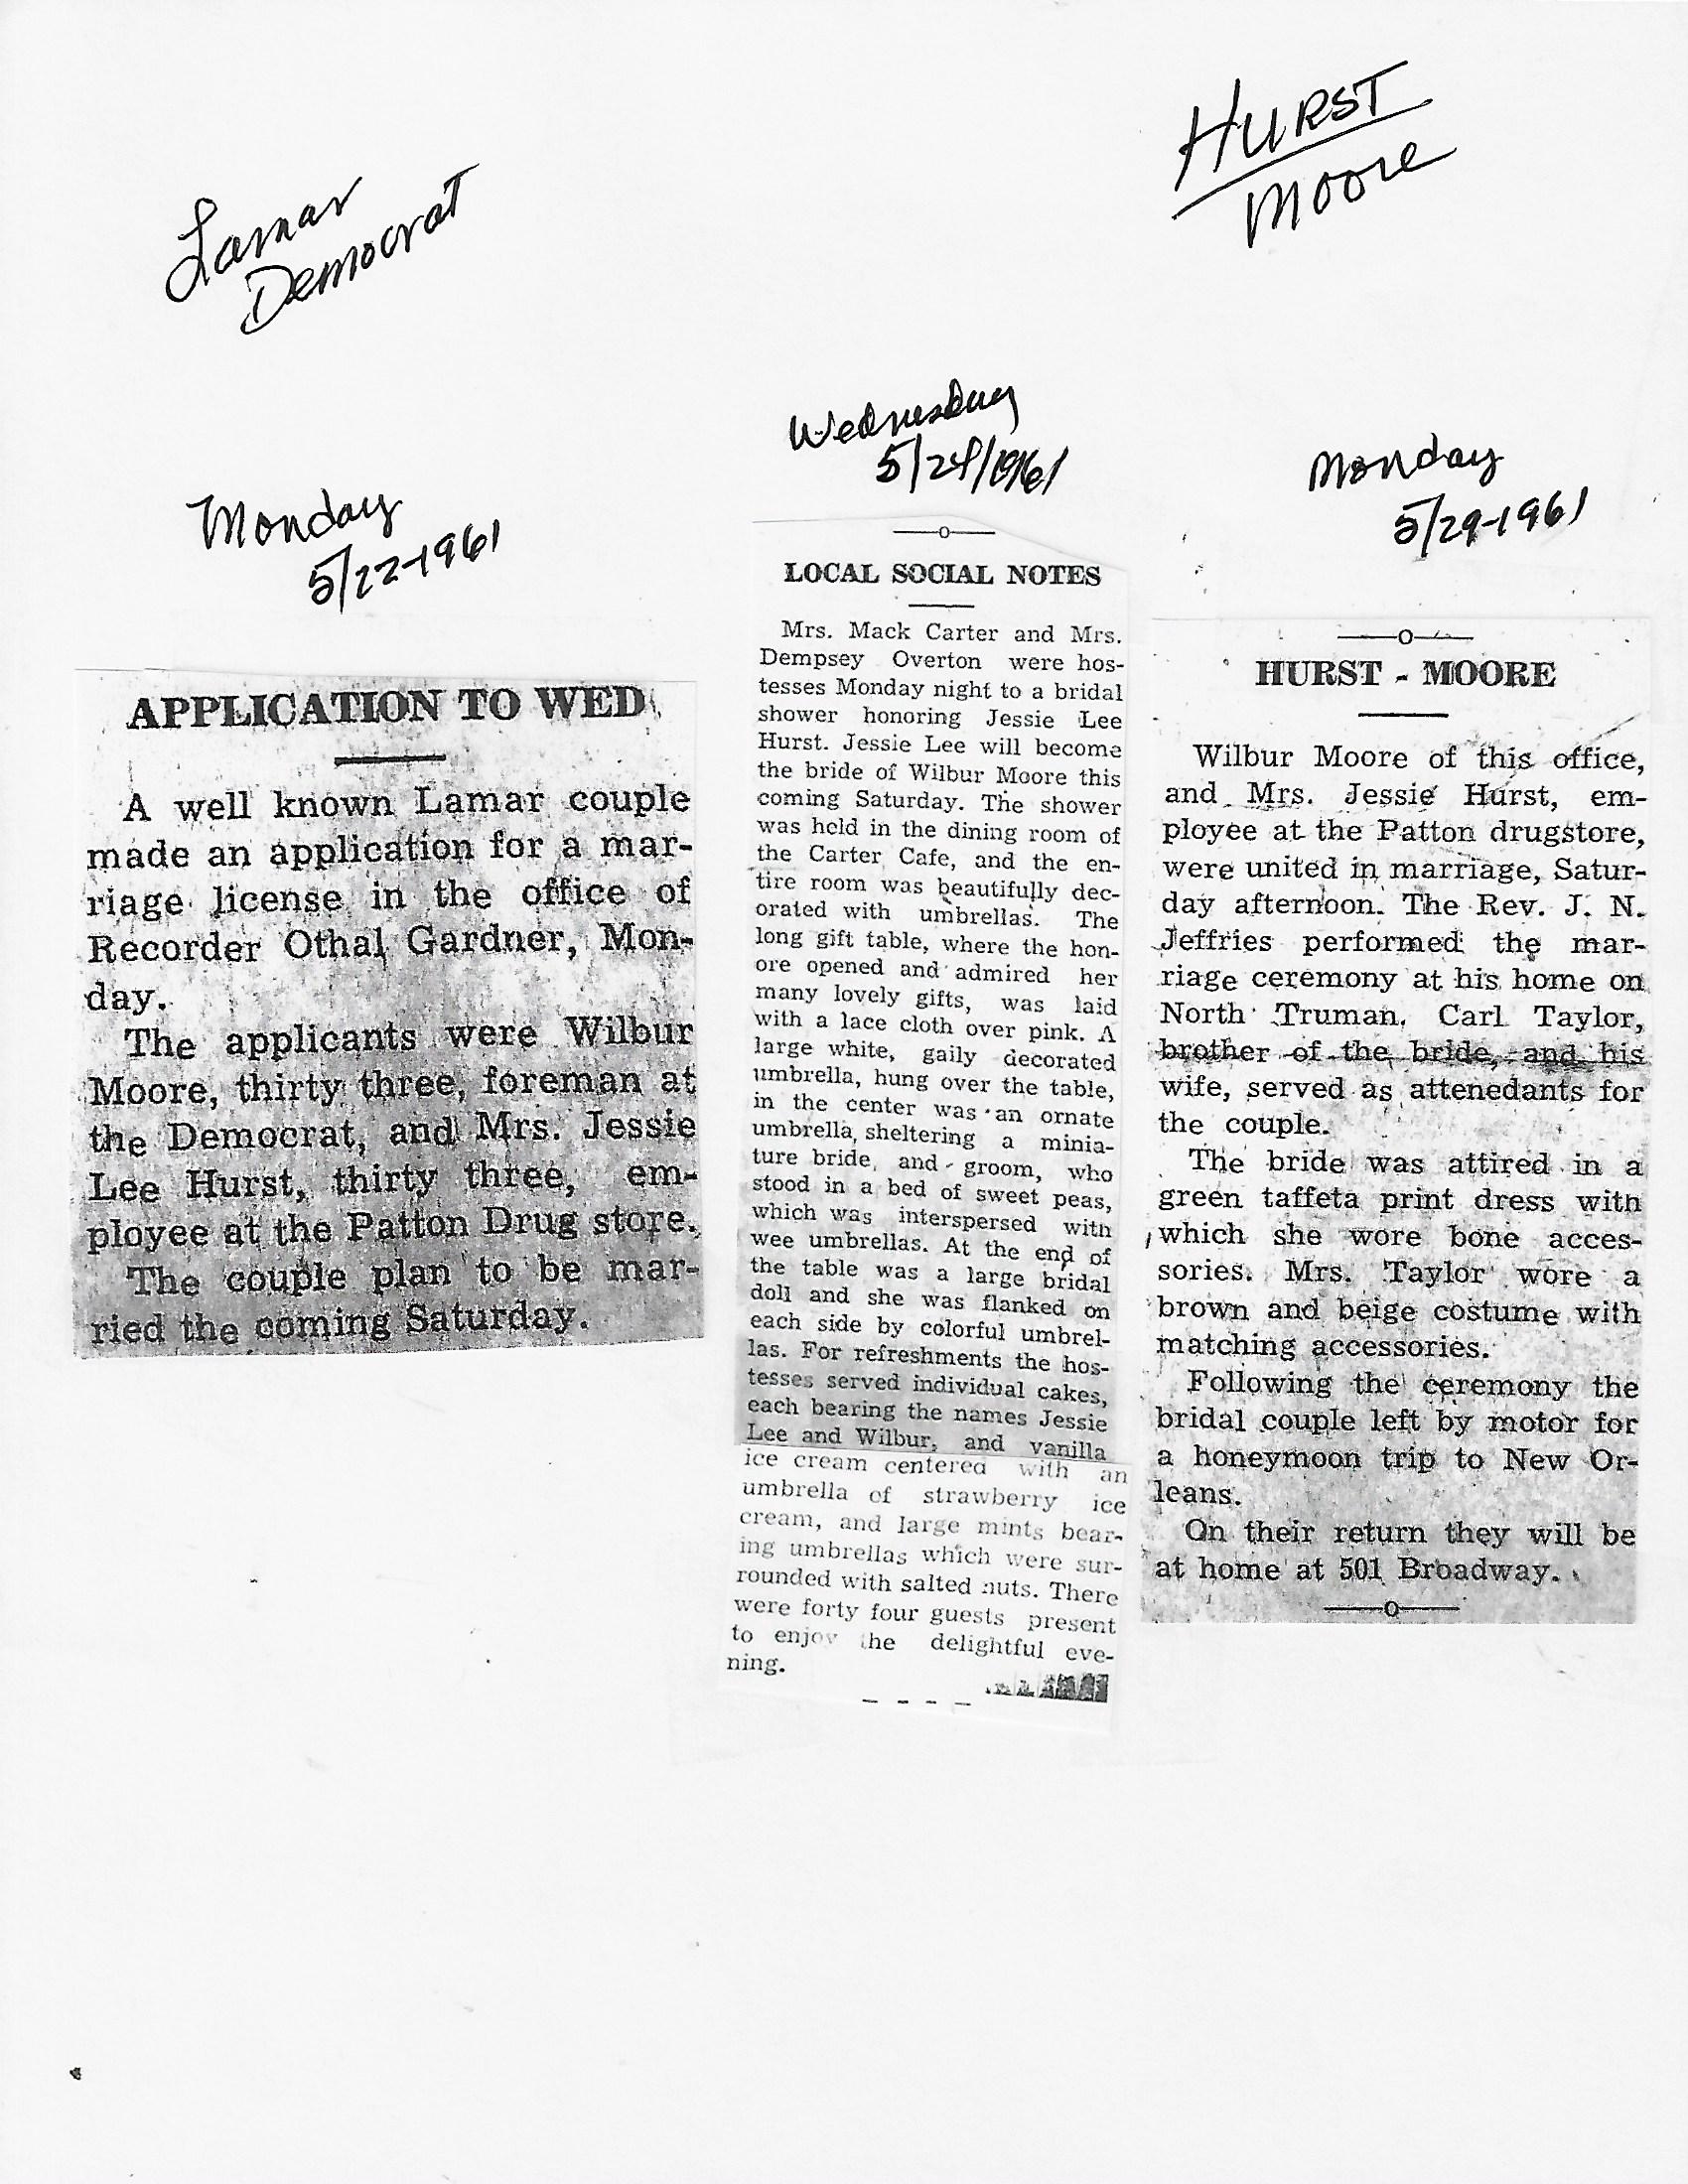 Lamar
Democrat
HURST
Moore
Monday
5/22-1961
APPLICATION TO WED
A well known Lamar couple
made an application for a mar-
riage license in the office of
Recorder Othal Gardner, Mon-
day.
The applicants were Wilbur
Moore, thirty three, foreman at
the Democrat, and Mrs. Jessie
Lee Hurst, thirty three, em-
ployee at the Patton Drug store.
The couple plan to be mar-
ried the coming Saturday.
Wednesday
5/24/1961
LOCAL SOCIAL NOTES
Mrs. Mack Carter and Mrs.
Dempsey Overton were hos-
tesses Monday night to a bridal
shower honoring Jessie Lee
Hurst. Jessie Lee will become
the bride of Wilbur Moore this
coming Saturday. The shower
was held in the dining room of
the Carter Cafe, and the en-
tire room was beautifully dec-
orated with umbrellas. The
long gift table, where the hon-
ore opened and admired her
many lovely gifts, was laid
with a lace cloth over pink. A
large white, gaily decorated
umbrella, hung over the table,
in the center was an ornate
umbrella, sheltering a minia-
ture bride, and groom, who
stood in a bed of sweet peas,
which was interspersed with
wee umbrellas. At the end of
the table was a large bridal
doll and she was flanked on
each side by colorful umbrel-
las. For refreshments the hos-
tesses served individual cakes,
each bearing the names Jessie
Lee and Wilbur, and vanilla
ice cream centered with an
umbrella of strawberry ice
cream, and large mints bear-
ing umbrellas which were sur-
rounded with salted nuts. There
were forty four guests present
to enjoy the delightful eve-
ning.
Monday
5/29-1961
HURST - MOORE
Wilbur Moore of this office,
and Mrs. Jessie Hurst, em-
ployee at the Patton drugstore,
were united in marriage, Satur-
day afternoon. The Rev. J. N.
Jeffries performed the mar-
riage ceremony at his home on
North Truman. Carl Taylor,
brother of the bride, and his
wife, served as attenedants for
the couple.
The bride was attired in a
green taffeta print dress with
which she wore bone acces-
sories. Mrs. Taylor wore a
brown and beige costume with
matching accessories.
Following the ceremony the
bridal couple left by motor for
a honeymoon trip to New Or-
leans.
On their return they will be
at home at 501 Broadway.